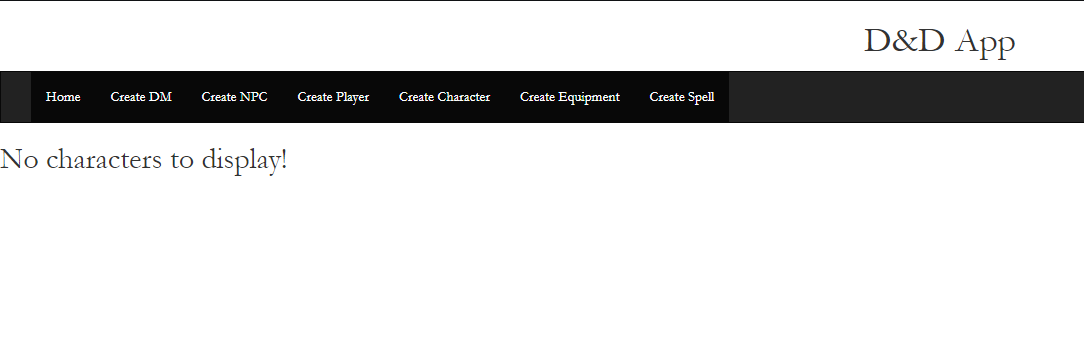 D&D App
Home Create DM Create NPC Create Player Create Character Create Equipment Create Spell
No characters to display!